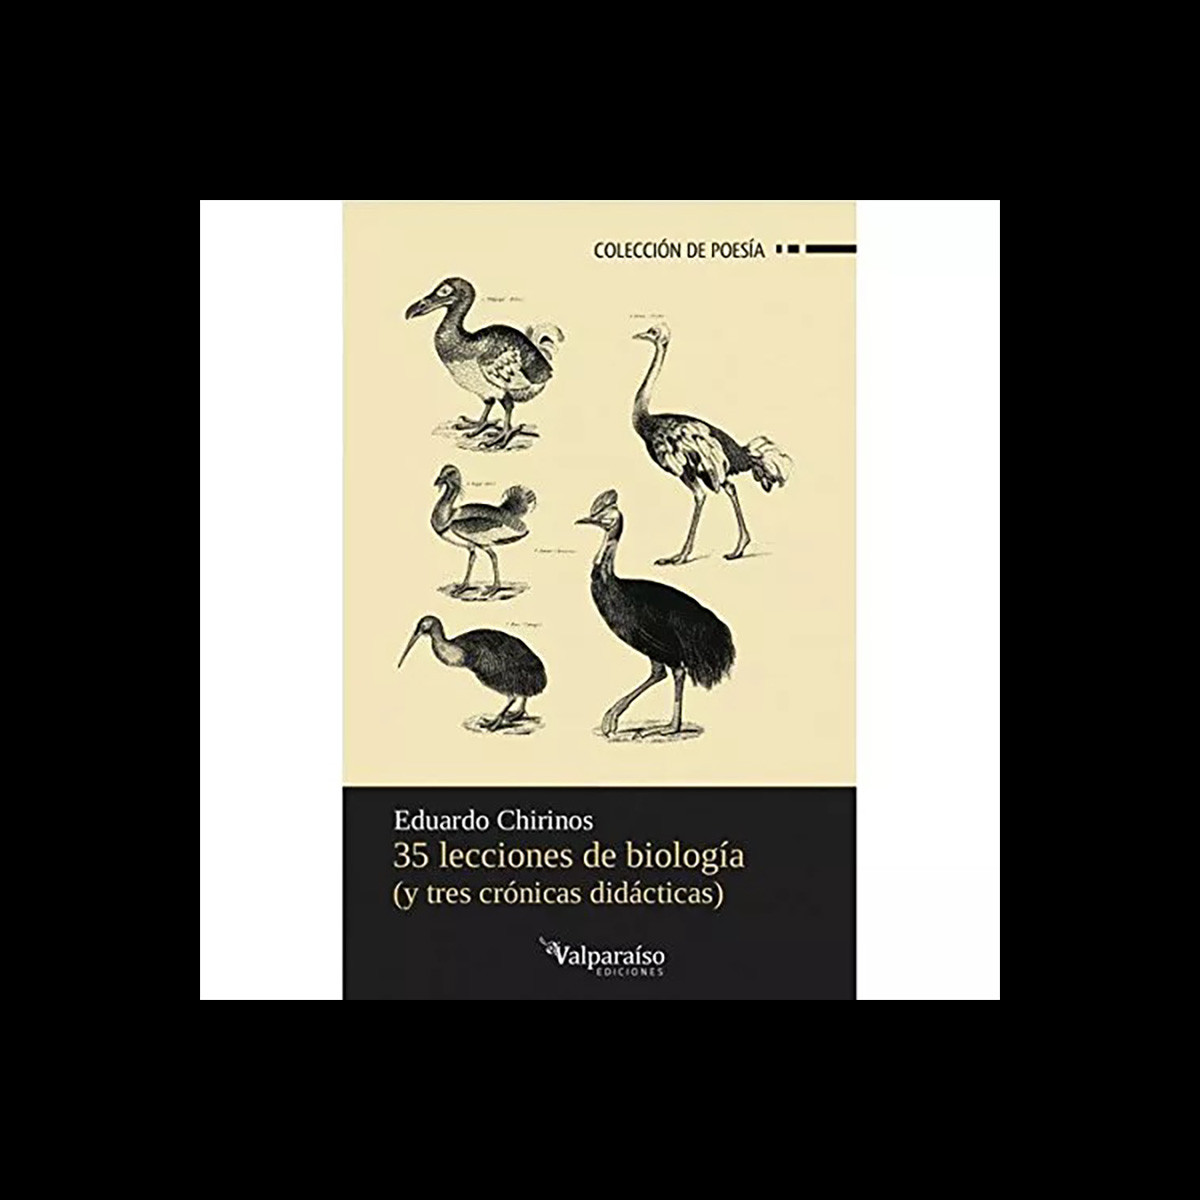 COLECCIÓN DE POESÍA
Eduardo Chirinos
35 lecciones de biología
(y tres crónicas didácticas)
Valparaíso
EDICIONES